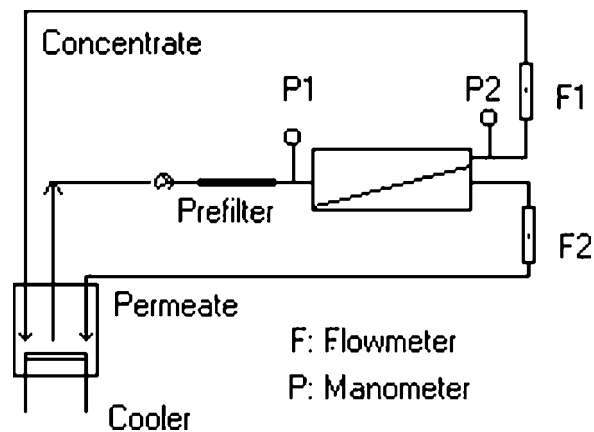 Concentrate
P1
P2
F1
Prefilter
F2
Permeate
F: Flowmeter
P: Manometer
Cooler